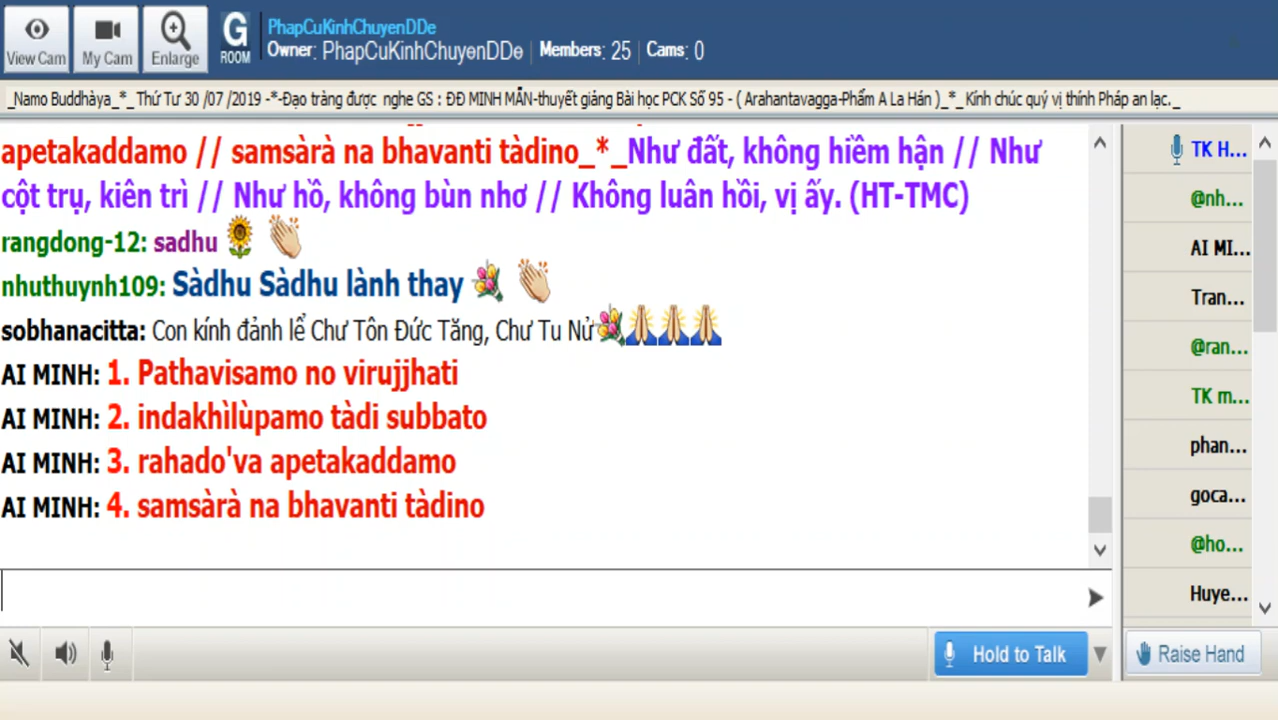 View Cam
My Cam
Enlarge
G
ROOM
PhapCuKinhChuyenDDe
Owner: PhapCuKinhChuyenDDe | Members: 25 | Cams: 0
_Namo Buddhàya_*_ Thứ Tư 30 /07 /2019 -*-Đạo tràng được nghe GS : ĐĐ MINH MẪN-thuyết giảng Bài học PCK Số 95 - ( Arahantavagga-Phẩm A La Hán )_*_ Kính chúc quý vị thính Pháp an lạc._
apetakaddamo // samsàrà na bhavanti tàdino_*_Như đất, không hiềm hận // Như
cột trụ, kiên trì // Như hồ, không bùn nhơ // Không luân hồi, vị ấy. (HT-TMC)
rangdong-12: sadhu
nhuthuynh109: Sàdhu Sàdhu lành thay
sobhanacitta: Con kính đảnh lể Chư Tôn Đức Tăng, Chư Tu Nử
AI MINH: 1. Pathavisamo no virujjhati
AI MINH: 2. indakhìlùpamo tàdi subbato
AI MINH: 3. rahado'va apetakaddamo
AI MINH: 4. samsàrà na bhavanti tàdino
TK H...
@nh...
AI MI...
Tran...
@ran...
TK m...
phan...
goca...
@ho...
Huye...
Hold to Talk
Raise Hand